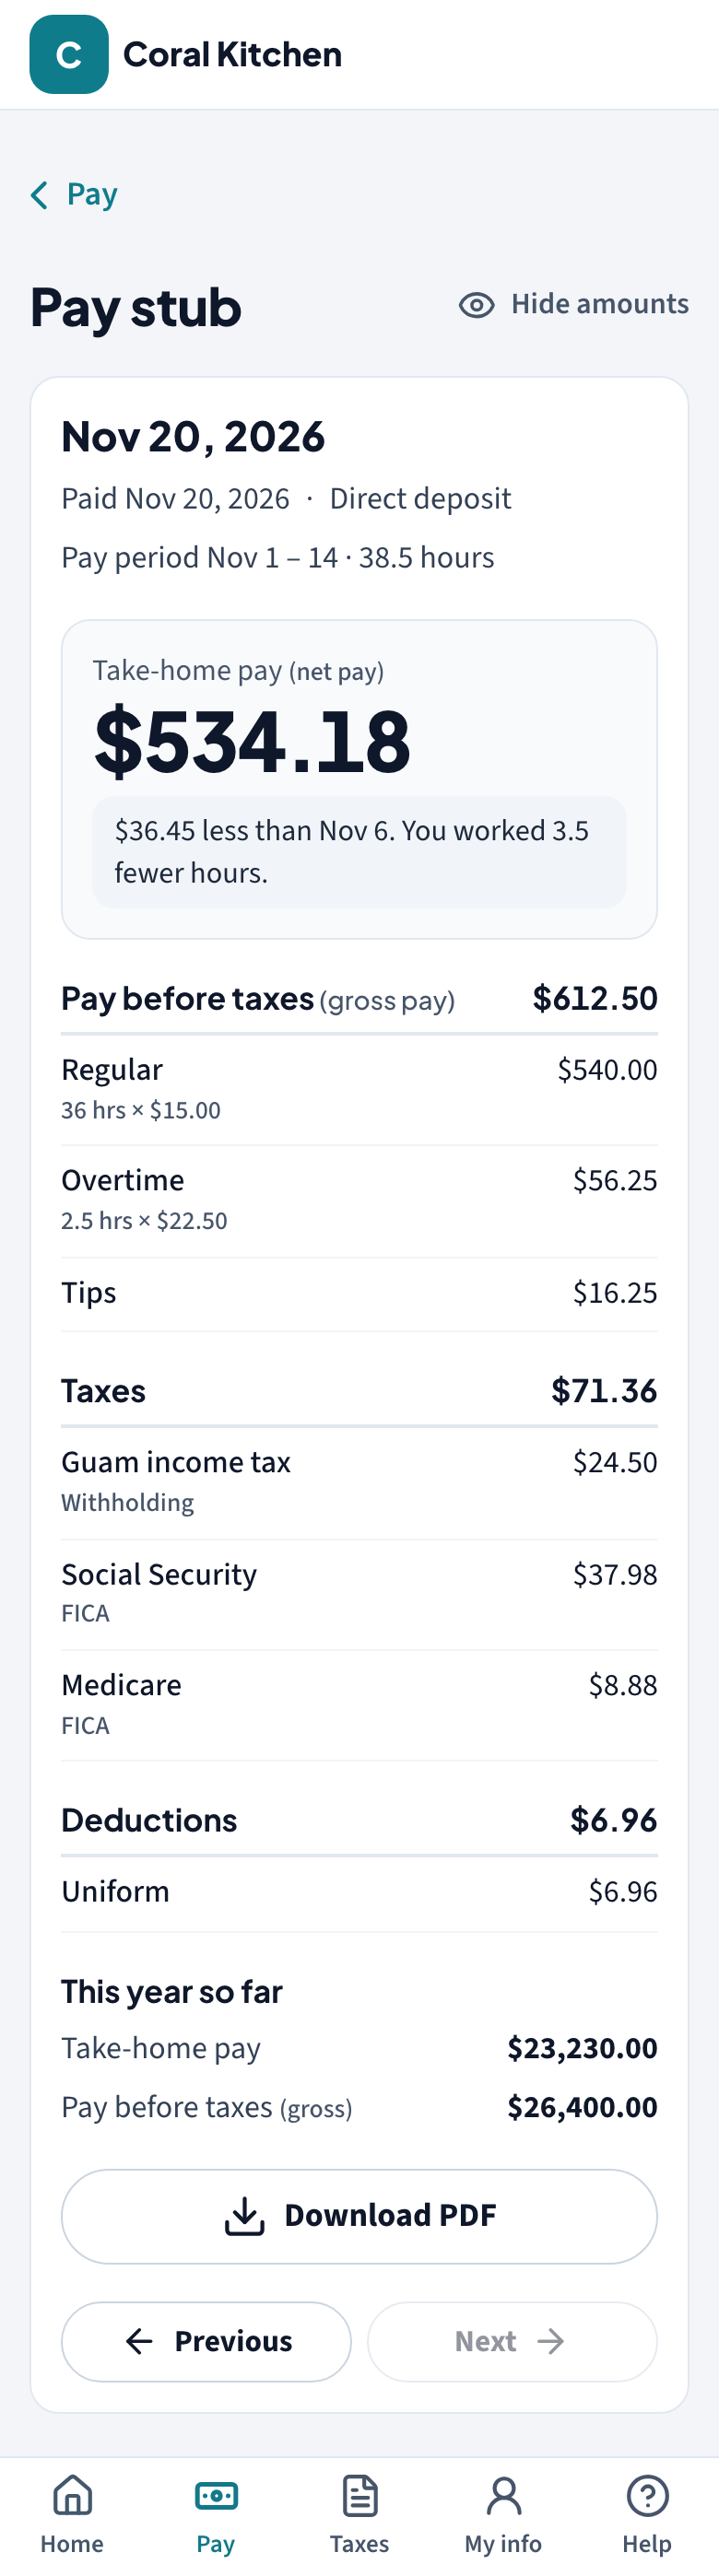 C
Coral Kitchen
Pay
Pay stub
Hide amounts
Nov 20, 2026
Paid Nov 20, 2026 · Direct deposit
Pay period Nov 1 – 14 · 38.5 hours
Take-home pay (net pay)
$534.18
$36.45 less than Nov 6. You worked 3.5
fewer hours.
Pay before taxes (gross pay) $612.50
Regular $540.00
36 hrs × $15.00
Overtime $56.25
2.5 hrs × $22.50
Tips $16.25
Taxes $71.36
Guam income tax $24.50
Withholding
Social Security $37.98
FICA
Medicare $8.88
FICA
Deductions $6.96
Uniform $6.96
This year so far
Take-home pay $23,230.00
Pay before taxes (gross) $26,400.00
Download PDF
Previous
Next
Home
Pay
Taxes
My info
Help